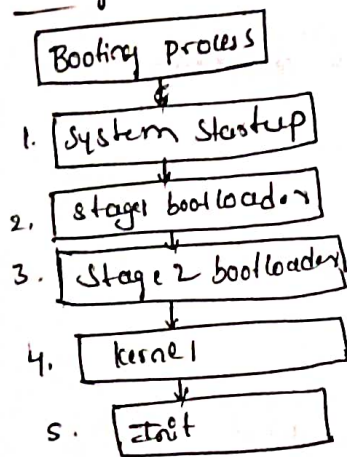 Booting process
1. System Startup
2. stage1 bootloader
3. Stage 2 bootloader
4. kernel
5. Init